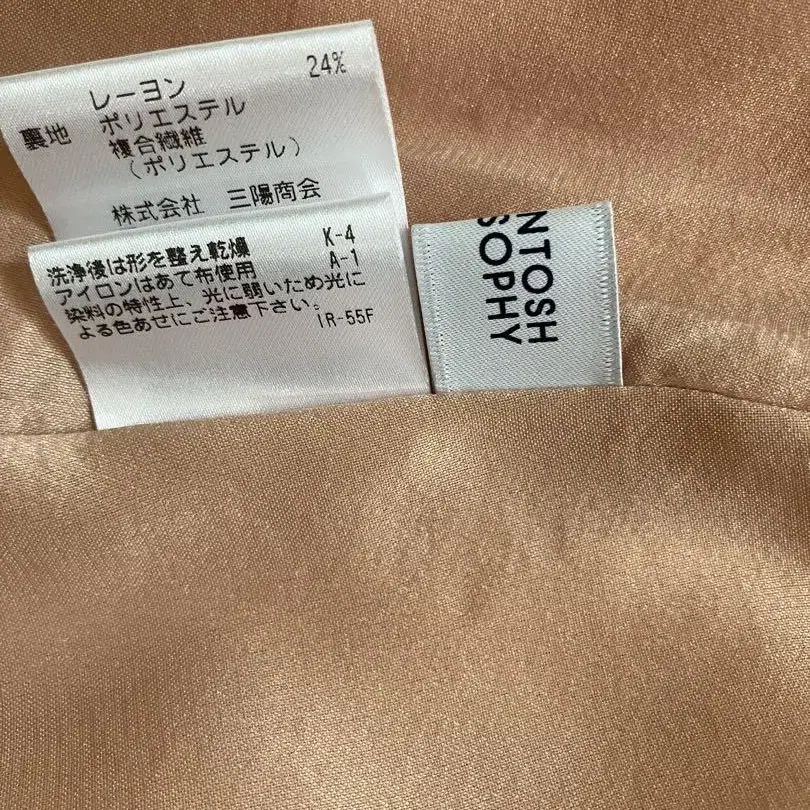 レーヨン 24%
裏地 ポリエステル
複合繊維
(ポリエステル)
株式会社 三陽商会
洗浄後は形を整え乾燥 K-4
アイロンはあて布使用 A-1
染料の特性上、光に弱いため光に
よる色あせにご注意下さい。
IR-55F
NTOSH
SOPHY